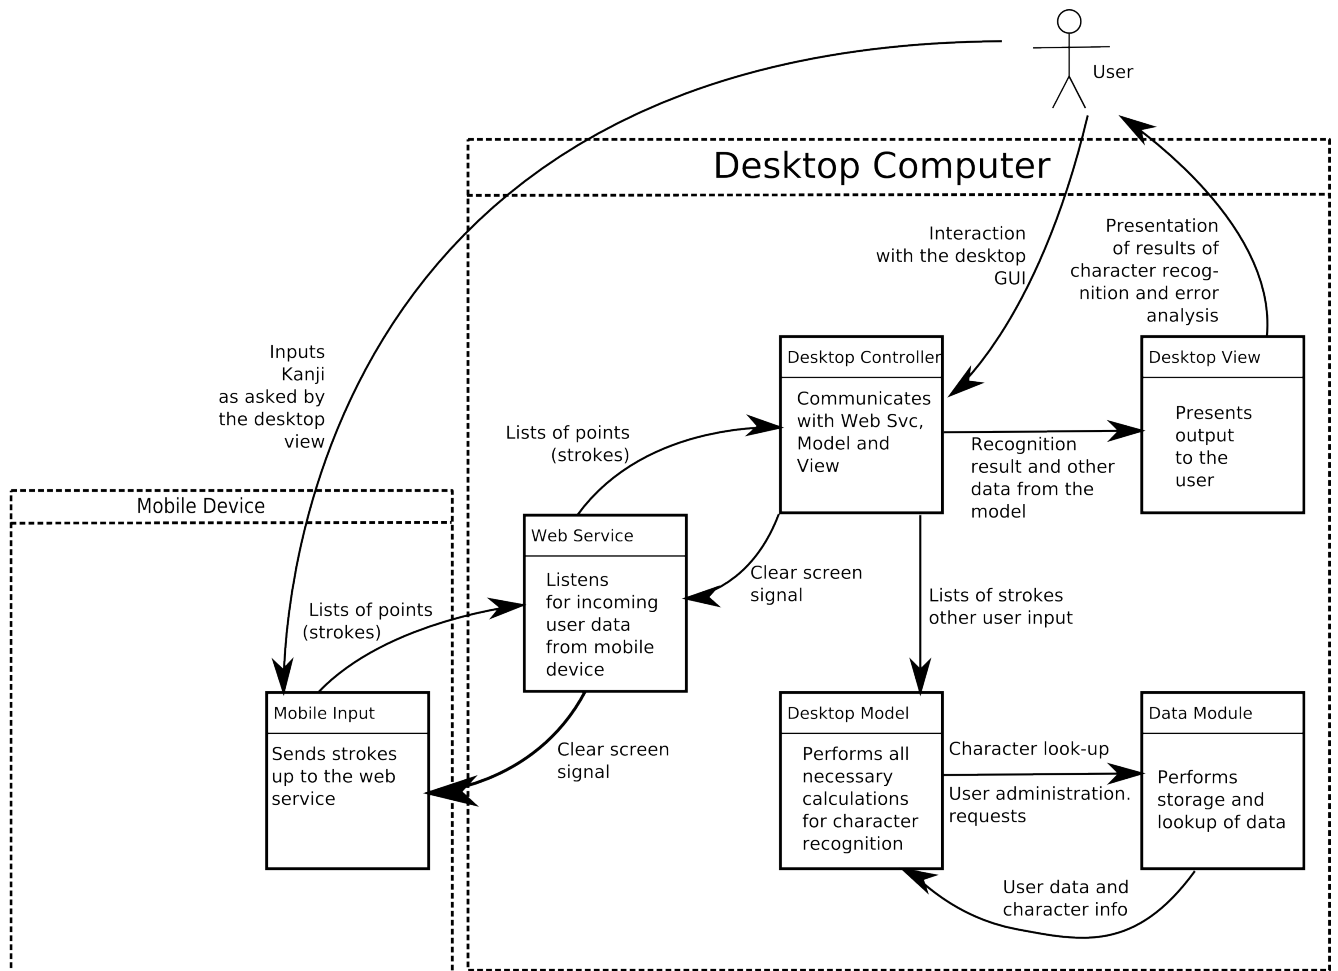 User
Desktop Computer
Interaction
with the desktop
GUI
Presentation
of results of
character recog-
nition and error
analysis
Inputs
Kanji
as asked by
the desktop
view
Desktop Controller
Communicates
with Web Svc,
Model and
View
Desktop View
Presents
output
to the
user
Lists of points
(strokes)
Recognition
result and other
data from the
model
Mobile Device
Web Service
Listens
for incoming
user data
from mobile
device
Clear screen
signal
Lists of strokes
other user input
Lists of points
(strokes)
Mobile Input
Sends strokes
up to the web
service
Clear screen
signal
Desktop Model
Performs all
necessary
calculations
for character
recognition
Character look-up
User administration.
requests
Data Module
Performs
storage and
lookup of data
User data and
character info